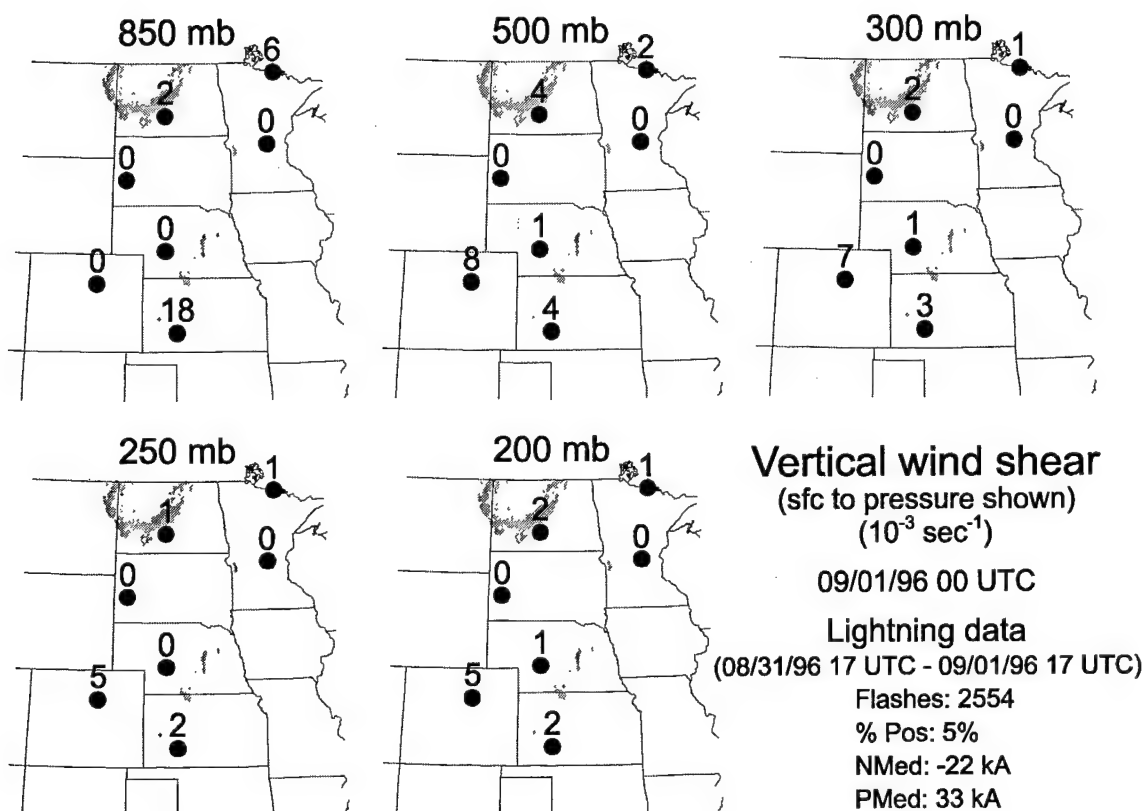 850 mb
500 mb
300 mb
6
2
0
0
0
0
18
2
4
0
0
1
8
4
1
2
0
0
1
7
3
250 mb
200 mb
1
1
0
0
0
5
2
1
2
0
0
1
5
2
Vertical wind shear
(sfc to pressure shown)
(10⁻³ sec⁻¹)
09/01/96 00 UTC
Lightning data
(08/31/96 17 UTC - 09/01/96 17 UTC)
Flashes: 2554
% Pos: 5%
NMed: -22 kA
PMed: 33 kA